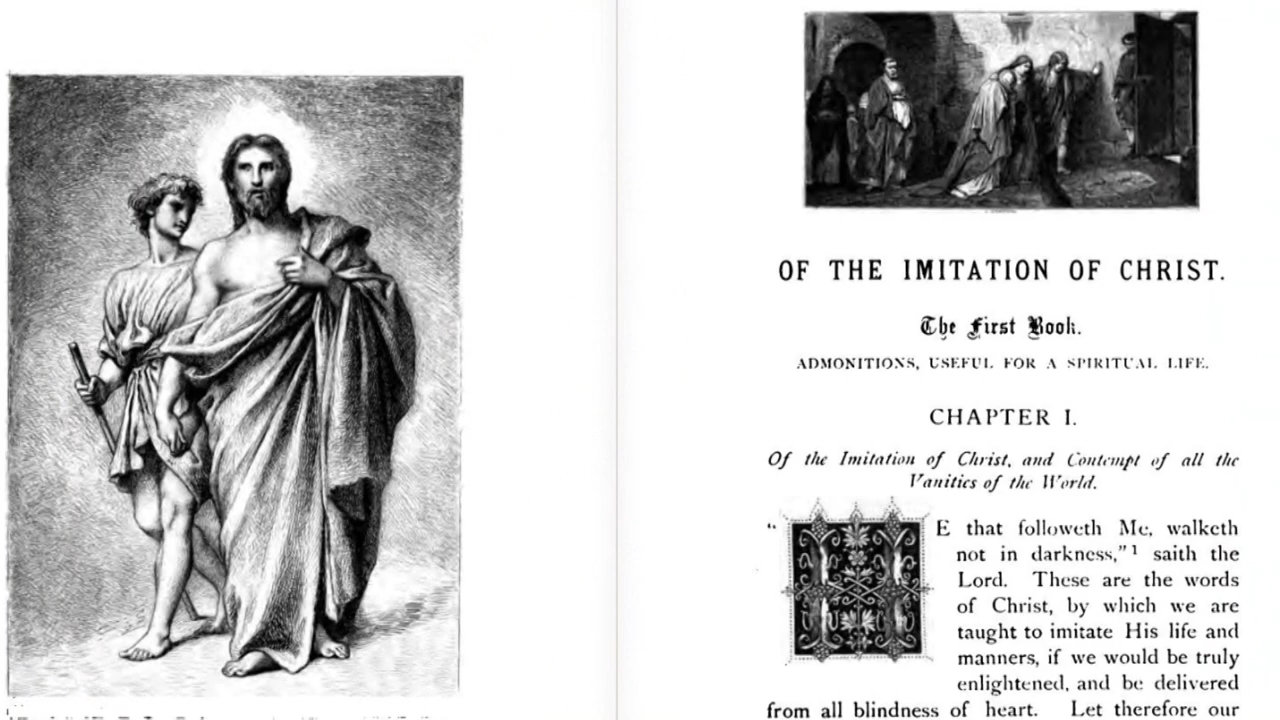 OF THE IMITATION OF CHRIST.
The First Book.
ADMONITIONS, USEFUL FOR A SPIRITUAL LIFE.
CHAPTER I.
Of the Imitation of Christ, and Contempt of all the
Vanities of the World.
“HE that followeth Me, walketh
not in darkness,”1 saith the
Lord. These are the words
of Christ, by which we are
taught to imitate His life and
manners, if we would be truly
enlightened, and be delivered
from all blindness of heart. Let therefore our